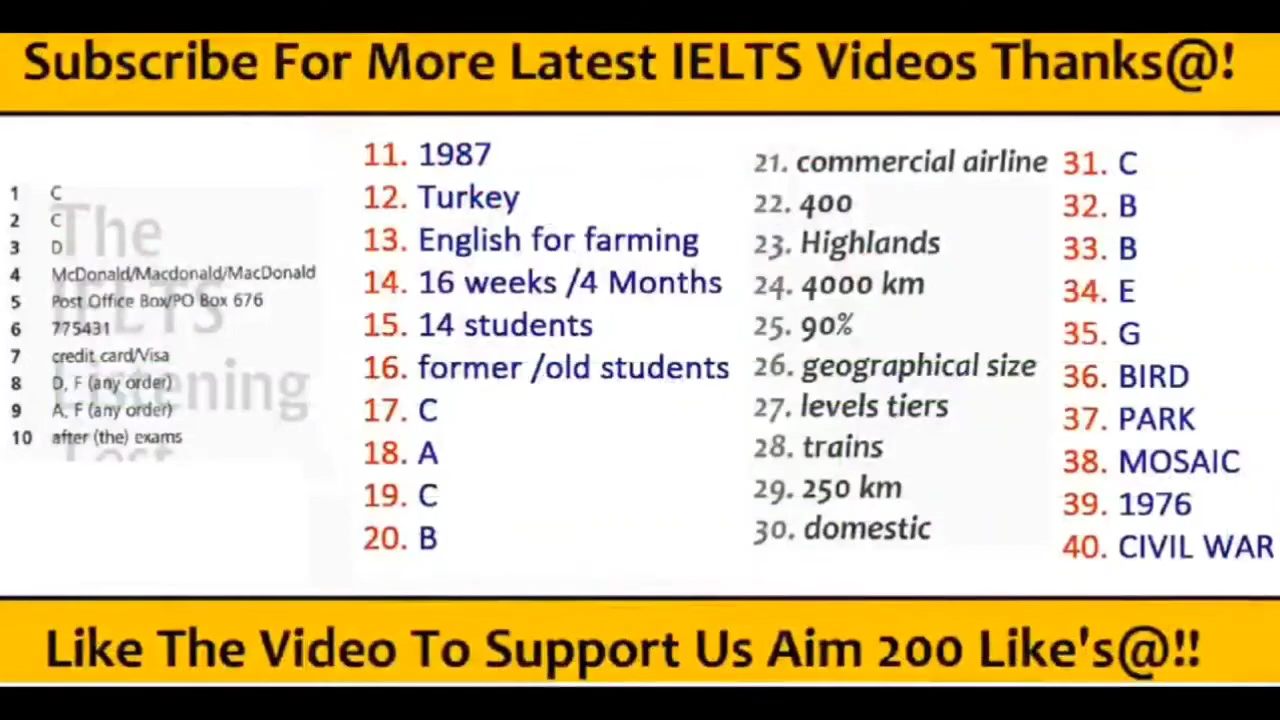 Subscribe For More Latest IELTS Videos Thanks@!
1 C
2 C
3 D
4 McDonald/Macdonald/MacDonald
5 Post Office Box/PO Box 676
6 775431
7 credit card/Visa
8 D, F (any order)
9 A, F (any order)
10 after (the) exams
The
IELTS
Listening
Test
11. 1987
12. Turkey
13. English for farming
14. 16 weeks /4 Months
15. 14 students
16. former /old students
17. C
18. A
19. C
20. B
21. commercial airline
22. 400
23. Highlands
24. 4000 km
25. 90%
26. geographical size
27. levels tiers
28. trains
29. 250 km
30. domestic
31. C
32. B
33. B
34. E
35. G
36. BIRD
37. PARK
38. MOSAIC
39. 1976
40. CIVIL WAR
Like The Video To Support Us Aim 200 Like's@!!